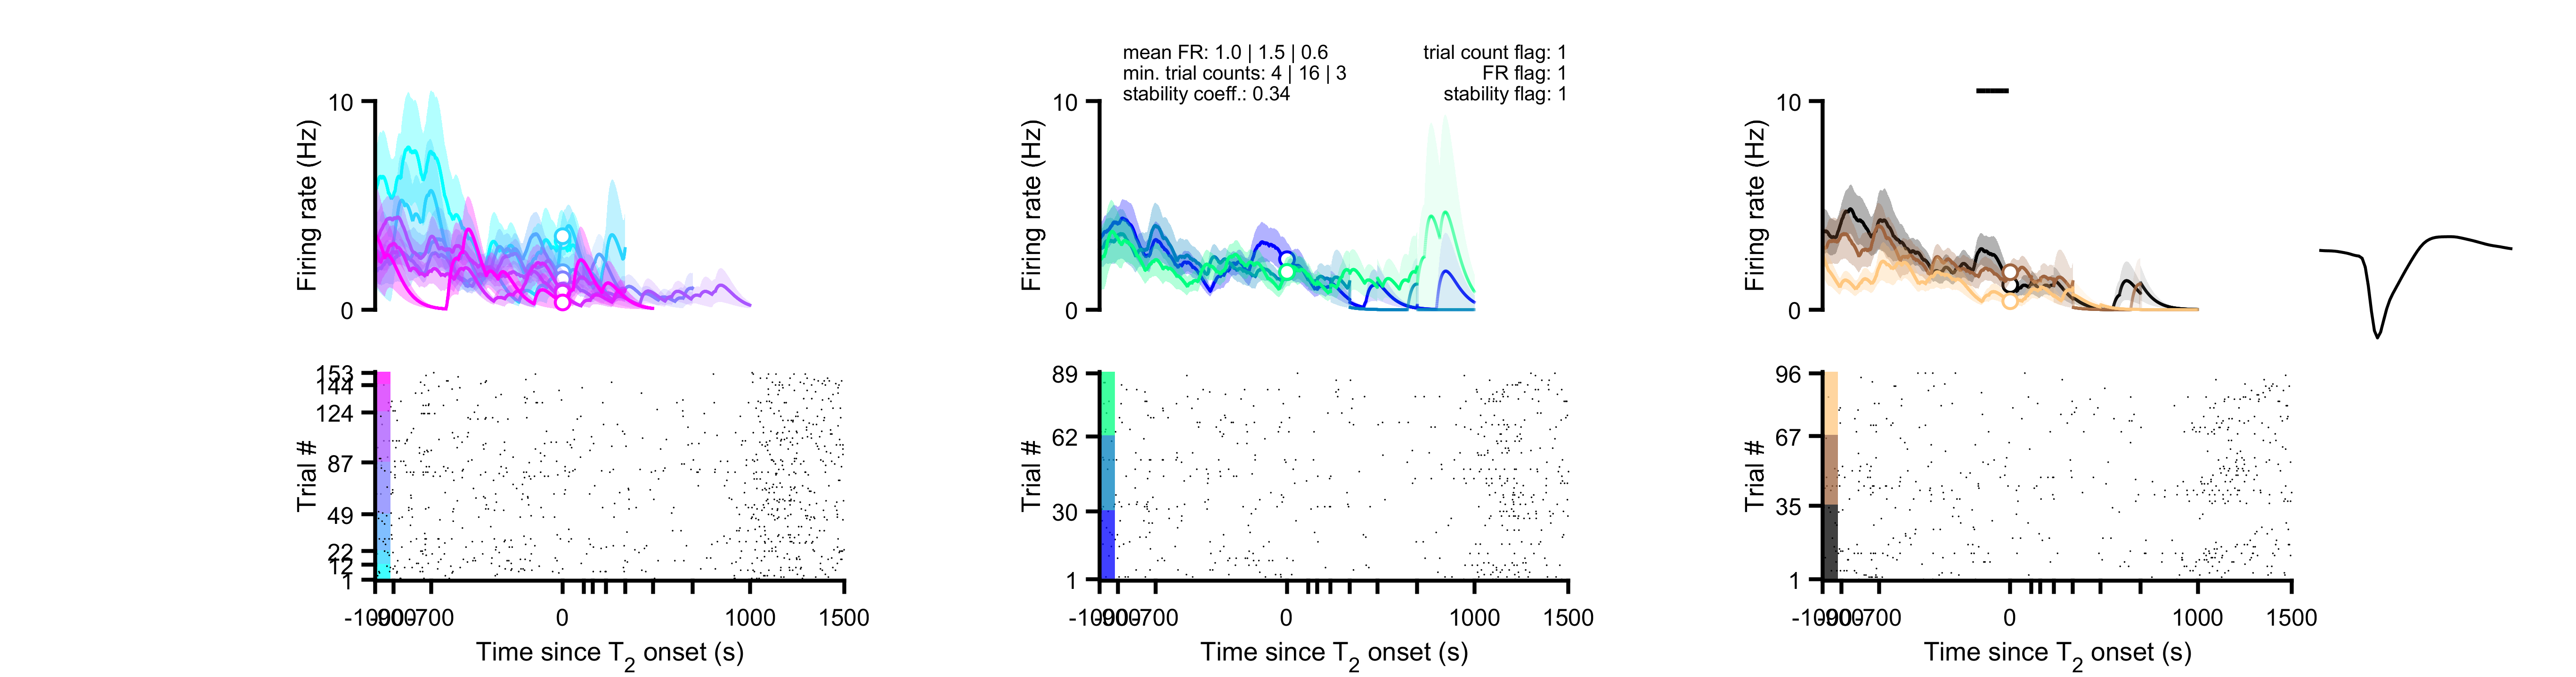 mean FR: 1.0 | 1.5 | 0.6
min. trial counts: 4 | 16 | 3
stability coeff.: 0.34
trial count flag: 1
FR flag: 1
stability flag: 1
10
Firing rate (Hz)
0
10
Firing rate (Hz)
0
10
Firing rate (Hz)
0
153
144
124
87
49
22
12
1
Trial #
0
1000
1500
Time since T2 onset (s)
89
62
30
1
Trial #
0
1000
1500
Time since T2 onset (s)
96
67
35
1
Trial #
0
1000
1500
Time since T2 onset (s)